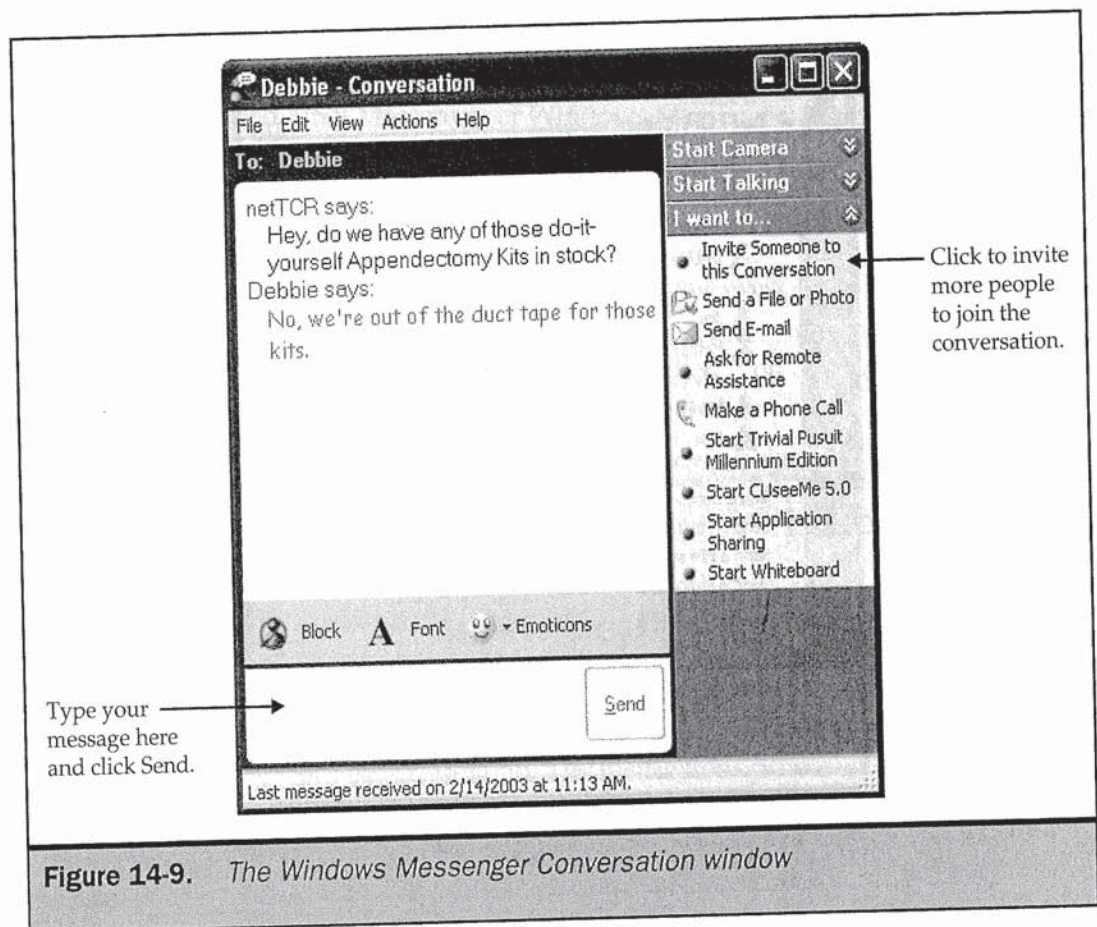 Debbie - Conversation
File Edit View Actions Help
To: Debbie
netTCR says:
Hey, do we have any of those do-it-
yourself Appendectomy Kits in stock?
Debbie says:
No, we're out of the duct tape for those
kits.
Block A Font Emoticons
Send
Last message received on 2/14/2003 at 11:13 AM.
Start Camera
Start Talking
I want to...
Invite Someone to
this Conversation
Send a File or Photo
Send E-mail
Ask for Remote
Assistance
Make a Phone Call
Start Trivial Pusuit
Millennium Edition
Start CUseeMe 5.0
Start Application
Sharing
Start Whiteboard
Click to invite
more people
to join the
conversation.
Type your
message here
and click Send.
Figure 14-9. The Windows Messenger Conversation window